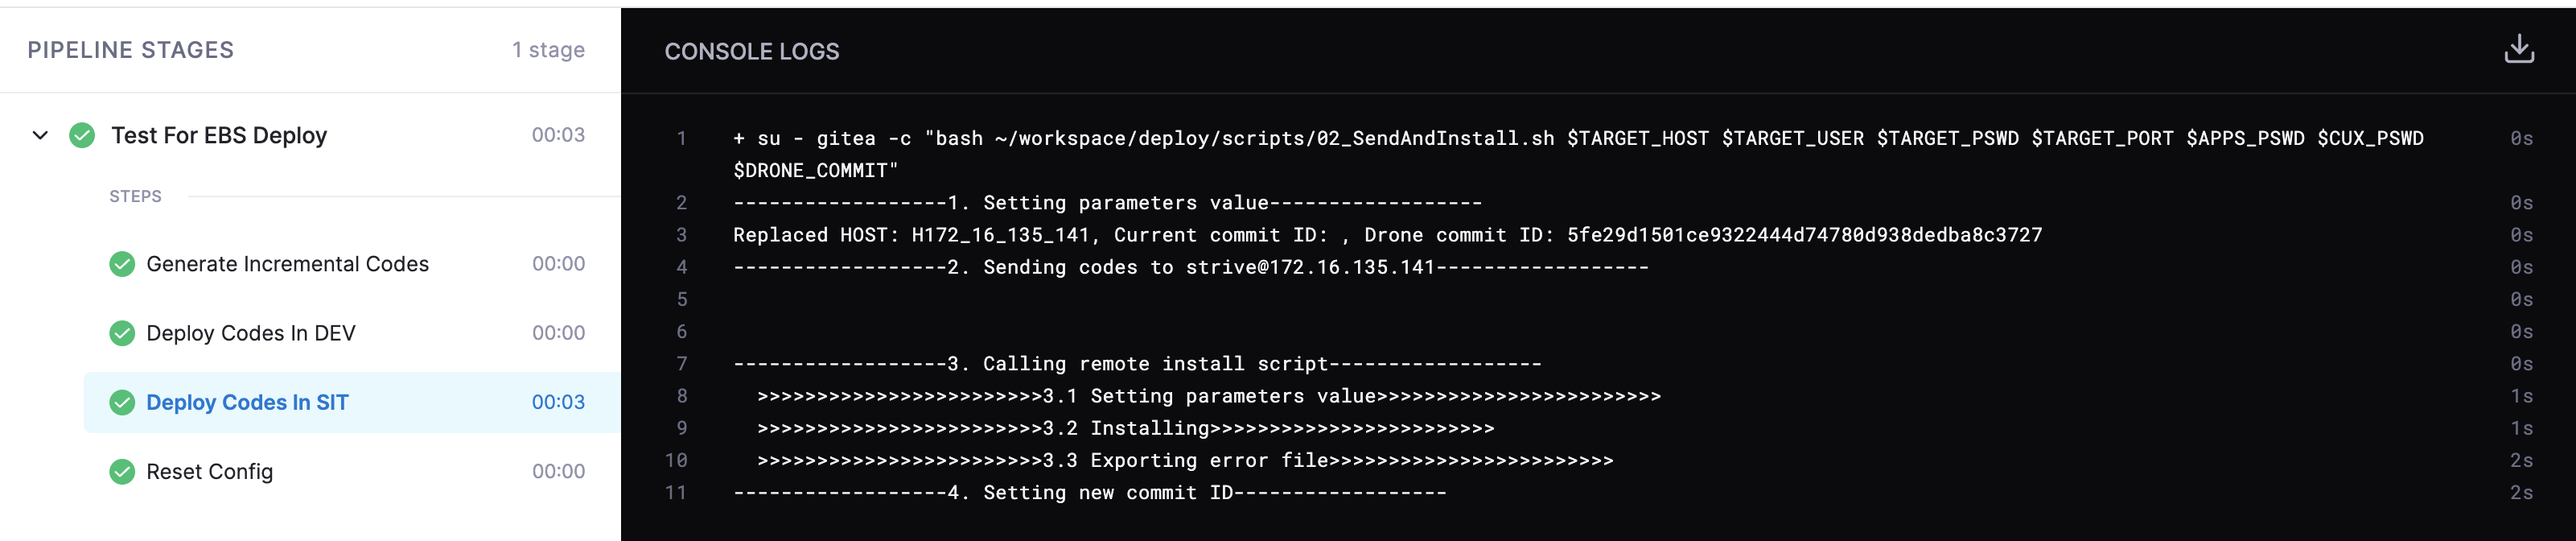 PIPELINE STAGES
1 stage
Test For EBS Deploy
00:03
STEPS
Generate Incremental Codes
00:00
Deploy Codes In DEV
00:00
Deploy Codes In SIT
00:03
Reset Config
00:00
CONSOLE LOGS
1 + su - gitea -c "bash ~/workspace/deploy/scripts/02_SendAndInstall.sh $TARGET_HOST $TARGET_USER $TARGET_PSWD $TARGET_PORT $APPS_PSWD $CUX_PSWD 0s
$DRONE_COMMIT"
2 ------------------1. Setting parameters value------------------ 0s
3 Replaced HOST: H172_16_135_141, Current commit ID: , Drone commit ID: 5fe29d1501ce9322444d74780d938dedba8c3727 0s
4 ------------------2. Sending codes to strive@172.16.135.141------------------ 0s
5 0s
6 0s
7 ------------------3. Calling remote install script------------------ 0s
8 >>>>>>>>>>>>>>>>>>>>>>>>3.1 Setting parameters value>>>>>>>>>>>>>>>>>>>>>>>> 1s
9 >>>>>>>>>>>>>>>>>>>>>>>>3.2 Installing>>>>>>>>>>>>>>>>>>>>>>>> 1s
10 >>>>>>>>>>>>>>>>>>>>>>>>3.3 Exporting error file>>>>>>>>>>>>>>>>>>>>>>>> 2s
11 ------------------4. Setting new commit ID------------------ 2s